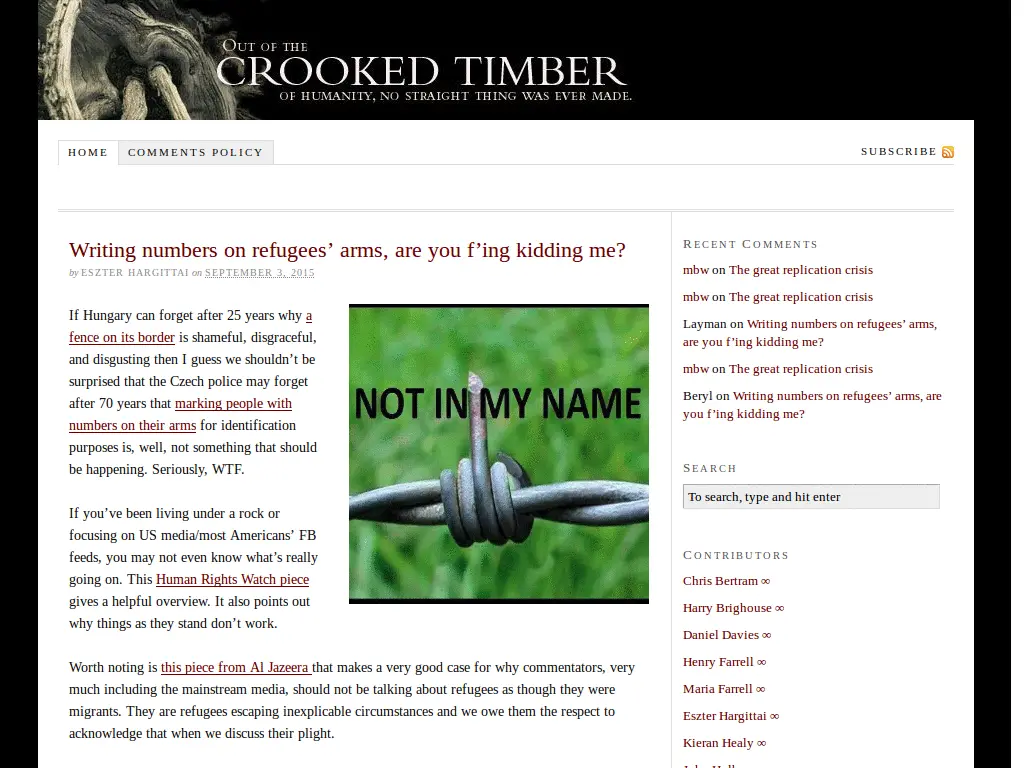 OUT OF THE
CROOKED TIMBER
OF HUMANITY, NO STRAIGHT THING WAS EVER MADE.
HOME
COMMENTS POLICY
SUBSCRIBE
Writing numbers on refugees’ arms, are you f’ing kidding me?
by ESZTER HARGITTAI on SEPTEMBER 3, 2015
If Hungary can forget after 25 years why a
fence on its border is shameful, disgraceful,
and disgusting then I guess we shouldn’t be
surprised that the Czech police may forget
after 70 years that marking people with
numbers on their arms for identification
purposes is, well, not something that should
be happening. Seriously, WTF.
NOT IN MY NAME
If you’ve been living under a rock or
focusing on US media/most Americans’ FB
feeds, you may not even know what’s really
going on. This Human Rights Watch piece
gives a helpful overview. It also points out
why things as they stand don’t work.
Worth noting is this piece from Al Jazeera that makes a very good case for why commentators, very
much including the mainstream media, should not be talking about refugees as though they were
migrants. They are refugees escaping inexplicable circumstances and we owe them the respect to
acknowledge that when we discuss their plight.
RECENT COMMENTS
mbw on The great replication crisis
mbw on The great replication crisis
Layman on Writing numbers on refugees’ arms,
are you f’ing kidding me?
mbw on The great replication crisis
Beryl on Writing numbers on refugees’ arms, are
you f’ing kidding me?
SEARCH
To search, type and hit enter
CONTRIBUTORS
Chris Bertram ∞
Harry Brighouse ∞
Daniel Davies ∞
Henry Farrell ∞
Maria Farrell ∞
Eszter Hargittai ∞
Kieran Healy ∞